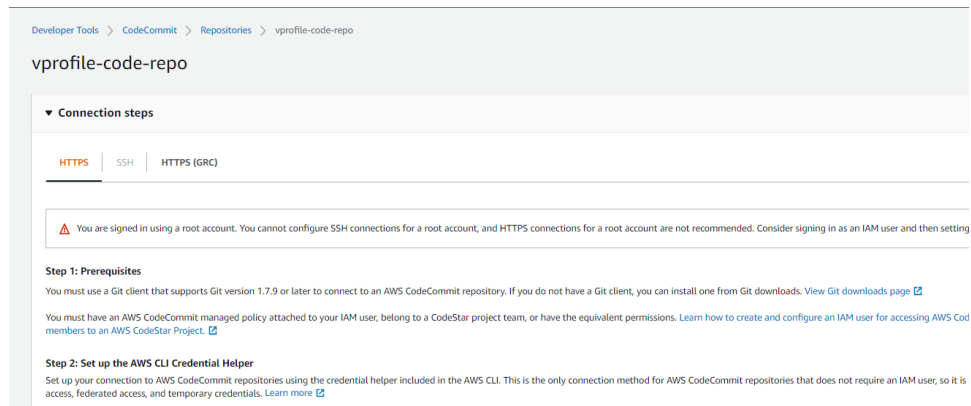 Developer Tools > CodeCommit > Repositories > vprofile-code-repo
vprofile-code-repo
Connection steps
HTTPS SSH HTTPS (GRC)
You are signed in using a root account. You cannot configure SSH connections for a root account, and HTTPS connections for a root account are not recommended. Consider signing in as an IAM user and then setting
Step 1: Prerequisites
You must use a Git client that supports Git version 1.7.9 or later to connect to an AWS CodeCommit repository. If you do not have a Git client, you can install one from Git downloads. View Git downloads page
You must have an AWS CodeCommit managed policy attached to your IAM user, belong to a CodeStar project team, or have the equivalent permissions. Learn how to create and configure an IAM user for accessing AWS Cod
members to an AWS CodeStar Project.
Step 2: Set up the AWS CLI Credential Helper
Set up your connection to AWS CodeCommit repositories using the credential helper included in the AWS CLI. This is the only connection method for AWS CodeCommit repositories that does not require an IAM user, so it is
access, federated access, and temporary credentials. Learn more